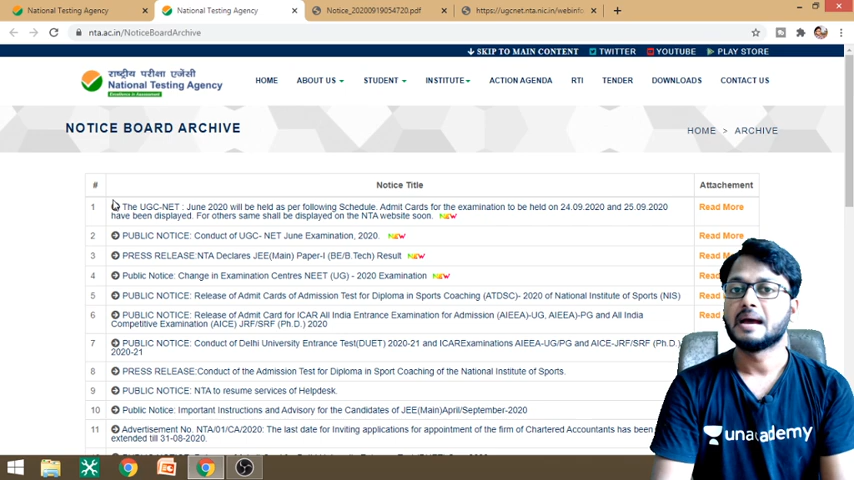 National Testing Agency
National Testing Agency
Notice_20200919054720.pdf
https://ugcnet.nta.nic.in/webinfo
nta.ac.in/NoticeBoardArchive
SKIP TO MAIN CONTENT
TWITTER
YOUTUBE
PLAY STORE
राष्ट्रीय परीक्षा एजेंसी
National Testing Agency
Excellence in Assessment
HOME
ABOUT US
STUDENT
INSTITUTE
ACTION AGENDA
RTI
TENDER
DOWNLOADS
CONTACT US
NOTICE BOARD ARCHIVE
HOME > ARCHIVE
# Notice Title Attachement
1 The UGC-NET : June 2020 will be held as per following Schedule. Admit Cards for the examination to be held on 24.09.2020 and 25.09.2020 Read More
have been displayed. For others same shall be displayed on the NTA website soon. NEW
2 PUBLIC NOTICE: Conduct of UGC- NET June Examination, 2020. NEW Read More
3 PRESS RELEASE:NTA Declares JEE(Main) Paper-I (BE/B.Tech) Result NEW Read More
4 Public Notice: Change in Examination Centres NEET (UG) - 2020 Examination NEW Read
5 PUBLIC NOTICE: Release of Admit Cards of Admission Test for Diploma in Sports Coaching (ATDSC)- 2020 of National Institute of Sports (NIS) Read
6 PUBLIC NOTICE: Release of Admit Card for ICAR All India Entrance Examination for Admission (AIEEA)-UG, AIEEA)-PG and All India Read
Competitive Examination (AICE) JRF/SRF (Ph.D.) 2020
7 PUBLIC NOTICE: Conduct of Delhi University Entrance Test(DUET) 2020-21 and ICARExaminations AIEEA-UG/PG and AICE-JRF/SRF (Ph.D.)
2020-21
8 PRESS RELEASE:Conduct of the Admission Test for Diploma in Sport Coaching of the National Institute of Sports.
9 PUBLIC NOTICE: NTA to resume services of Helpdesk.
10 Public Notice: Important Instructions and Advisory for the Candidates of JEE(Main)April/September-2020
11 Advertisement No. NTA/01/CA/2020: The last date for Inviting applications for appointment of the firm of Chartered Accountants has been
extended till 31-08-2020.
unacademy